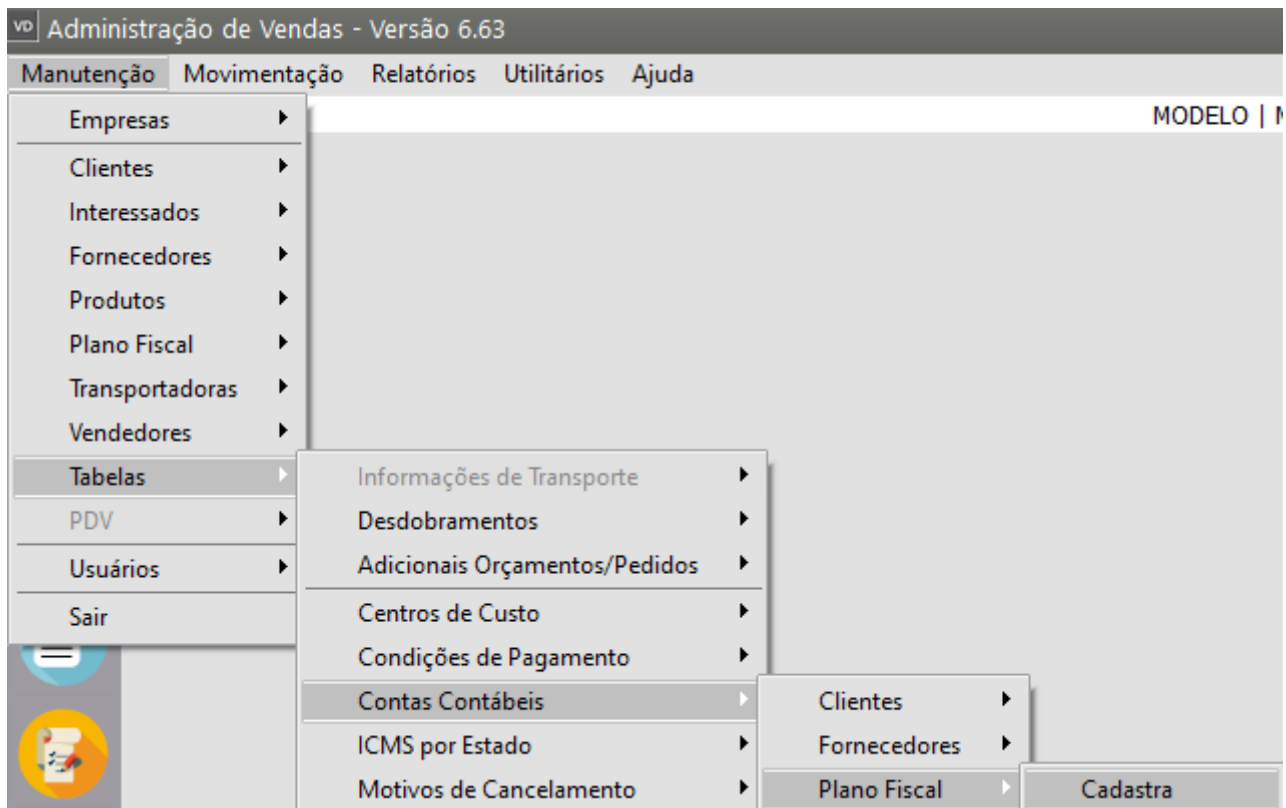 VD Administração de Vendas - Versão 6.63
Manutenção Movimentação Relatórios Utilitários Ajuda
MODELO |
Empresas
Clientes
Interessados
Fornecedores
Produtos
Plano Fiscal
Transportadoras
Vendedores
Tabelas
PDV
Usuários
Sair
Informações de Transporte
Desdobramentos
Adicionais Orçamentos/Pedidos
Centros de Custo
Condições de Pagamento
Contas Contábeis
ICMS por Estado
Motivos de Cancelamento
Clientes
Fornecedores
Plano Fiscal
Cadastra